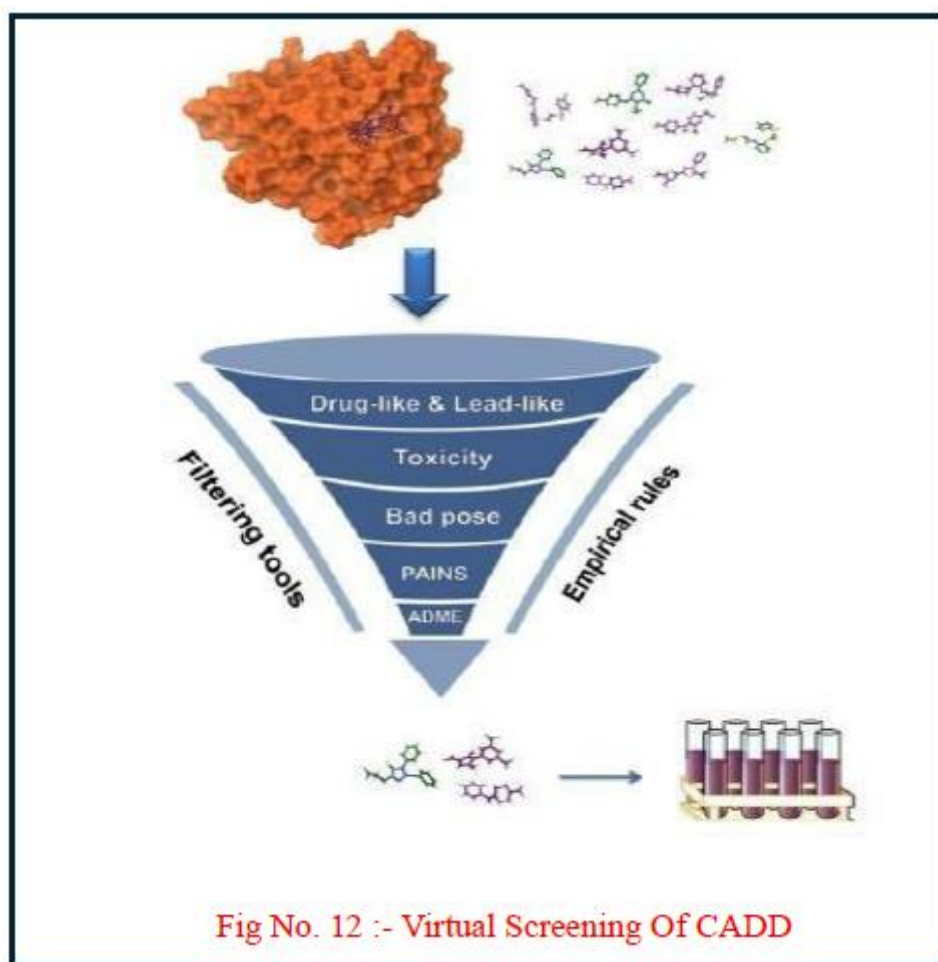 Drug-like & Lead-like
Toxicity
Bad pose
PAINS
ADME
Filtering tools
Empirical rules
Fig No. 12 :- Virtual Screening Of CADD